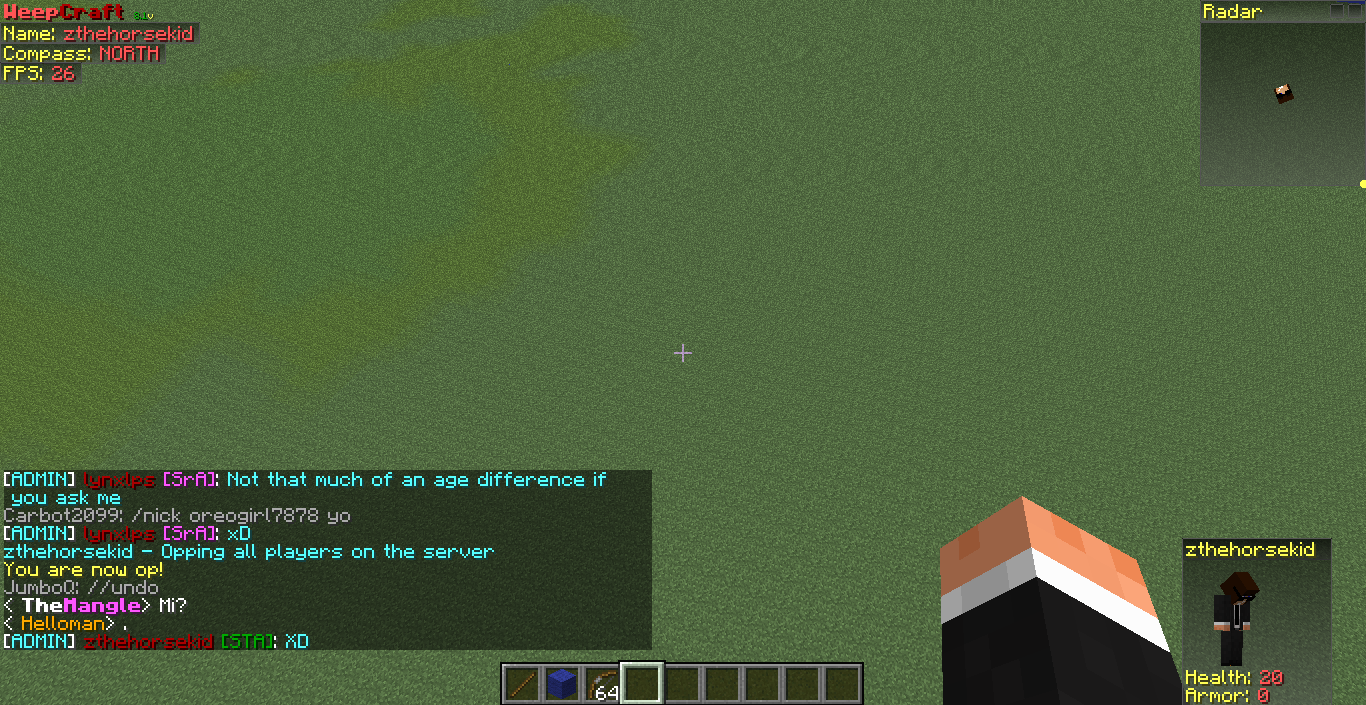 WeepCraft
Name: zthehorsekid
Compass: NORTH
FPS: 26
Radar
[ADMIN] lynxlps [SrA]: Not that much of an age difference if
you ask me
Carbot2099: /nick oreogirl7878 yo
[ADMIN] lynxlps [SrA]: xD
zthehorsekid - Opping all players on the server
You are now op!
JumboQ: //undo
< TheMangle> Mi?
< Helloman> .
[ADMIN] zthehorsekid [STA]: XD
64
zthehorsekid
Health: 20
Armor: 0